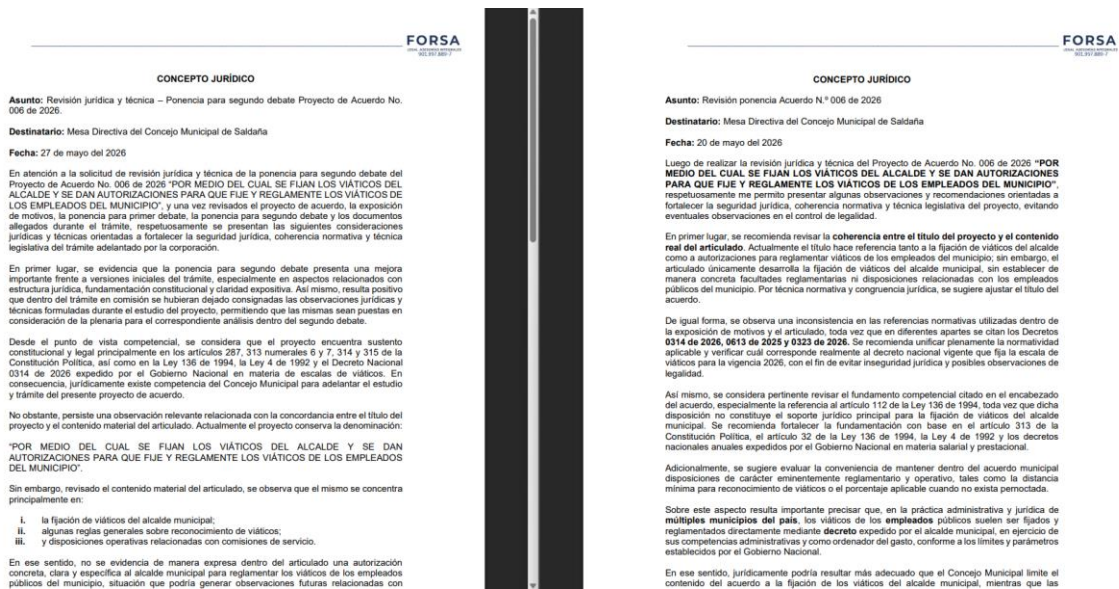 FORSA
LEGAL ASESORES INTEGRALES
CONCEPTO JURÍDICO
Asunto: Revisión jurídica y técnica – Ponencia para segundo debate Proyecto de Acuerdo No.
006 de 2026.
Destinatario: Mesa Directiva del Concejo Municipal de Saldaña
Fecha: 27 de mayo del 2026
En atención a la solicitud de revisión jurídica y técnica de la ponencia para segundo debate del
Proyecto de Acuerdo No. 006 de 2026 “POR MEDIO DEL CUAL SE FIJAN LOS VIÁTICOS DEL
ALCALDE Y SE DAN AUTORIZACIONES PARA QUE FIJE Y REGLAMENTE LOS VIÁTICOS DE
LOS EMPLEADOS DEL MUNICIPIO”, y una vez revisados el proyecto de acuerdo, la exposición
de motivos, la ponencia para primer debate, la ponencia para segundo debate y los documentos
allegados durante el trámite, respetuosamente se presentan las siguientes consideraciones
jurídicas y técnicas orientadas a fortalecer la seguridad jurídica, coherencia normativa y técnica
legislativa del trámite adelantado por la corporación.
En primer lugar, se evidencia que la ponencia para segundo debate presenta una mejora
importante frente a versiones iniciales del trámite, especialmente en aspectos relacionados con
estructura jurídica, fundamentación constitucional y claridad expositiva. Así mismo, resulta positivo
que dentro del trámite en comisión se hubieran dejado consignadas las observaciones jurídicas y
técnicas formuladas durante el estudio del proyecto, permitiendo que las mismas sean puestas en
consideración de la plenaria para el correspondiente análisis dentro del segundo debate.
Desde el punto de vista competencial, se considera que el proyecto encuentra sustento
constitucional y legal principalmente en los artículos 287, 313 numerales 6 y 7, 314 y 315 de la
Constitución Política, así como en la Ley 136 de 1994, la Ley 4 de 1992 y el Decreto Nacional
0314 de 2026 expedido por el Gobierno Nacional en materia de escalas de viáticos. En
consecuencia, jurídicamente existe competencia del Concejo Municipal para adelantar el estudio
y trámite del presente proyecto de acuerdo.
No obstante, persiste una observación relevante relacionada con la concordancia entre el título del
proyecto y el contenido material del articulado. Actualmente el proyecto conserva la denominación:
“POR MEDIO DEL CUAL SE FIJAN LOS VIÁTICOS DEL ALCALDE Y SE DAN
AUTORIZACIONES PARA QUE FIJE Y REGLAMENTE LOS VIÁTICOS DE LOS EMPLEADOS
DEL MUNICIPIO”.
Sin embargo, revisado el contenido material del articulado, se observa que el mismo se concentra
principalmente en:
i. la fijación de viáticos del alcalde municipal;
ii. algunas reglas generales sobre reconocimiento de viáticos;
iii. y disposiciones operativas relacionadas con comisiones de servicio.
En ese sentido, no se evidencia de manera expresa dentro del articulado una autorización
concreta, clara y específica al alcalde municipal para reglamentar los viáticos de los empleados
públicos del municipio, situación que podría generar observaciones futuras relacionadas con
FORSA
LEGAL ASESORES INTEGRALES
CONCEPTO JURÍDICO
Asunto: Revisión ponencia Acuerdo N.º 006 de 2026
Destinatario: Mesa Directiva del Concejo Municipal de Saldaña
Fecha: 20 de mayo del 2026
Luego de realizar la revisión jurídica y técnica del Proyecto de Acuerdo No. 006 de 2026 “POR
MEDIO DEL CUAL SE FIJAN LOS VIÁTICOS DEL ALCALDE Y SE DAN AUTORIZACIONES
PARA QUE FIJE Y REGLAMENTE LOS VIÁTICOS DE LOS EMPLEADOS DEL MUNICIPIO”,
respetuosamente me permito presentar algunas observaciones y recomendaciones orientadas a
fortalecer la seguridad jurídica, coherencia normativa y técnica legislativa del proyecto, evitando
eventuales observaciones en el control de legalidad.
En primer lugar, se recomienda revisar la coherencia entre el título del proyecto y el contenido
real del articulado. Actualmente el título hace referencia tanto a la fijación de viáticos del alcalde
como a autorizaciones para reglamentar viáticos de los empleados del municipio; sin embargo, el
articulado únicamente desarrolla la fijación de viáticos del alcalde municipal, sin establecer de
manera concreta facultades reglamentarias ni disposiciones relacionadas con los empleados
públicos del municipio. Por técnica normativa y congruencia jurídica, se sugiere ajustar el título del
acuerdo.
De igual forma, se observa una inconsistencia en las referencias normativas utilizadas dentro de
la exposición de motivos y el articulado, toda vez que en diferentes apartes se citan los Decretos
0314 de 2026, 0613 de 2025 y 0323 de 2026. Se recomienda unificar plenamente la normatividad
aplicable y verificar cuál corresponde realmente al decreto nacional vigente que fija la escala de
viáticos para la vigencia 2026, con el fin de evitar inseguridad jurídica y posibles observaciones de
legalidad.
Así mismo, se considera pertinente revisar el fundamento competencial citado en el encabezado
del acuerdo, especialmente la referencia al artículo 112 de la Ley 136 de 1994, toda vez que dicha
disposición no constituye el soporte jurídico principal para la fijación de viáticos del alcalde
municipal. Se recomienda fortalecer la fundamentación con base en el artículo 313 de la
Constitución Política, el artículo 32 de la Ley 136 de 1994, la Ley 4 de 1992 y los decretos
nacionales anuales expedidos por el Gobierno Nacional en materia salarial y prestacional.
Adicionalmente, se sugiere evaluar la conveniencia de mantener dentro del acuerdo municipal
disposiciones de carácter eminentemente reglamentario y operativo, tales como la distancia
mínima para reconocimiento de viáticos o el porcentaje aplicable cuando no exista pernoctada.
Sobre este aspecto resulta importante precisar que, en la práctica administrativa y jurídica de
múltiples municipios del país, los viáticos de los empleados públicos suelen ser fijados y
reglamentados directamente mediante decreto expedido por el alcalde municipal, en ejercicio de
sus competencias administrativas y como ordenador del gasto, conforme a los límites y parámetros
establecidos por el Gobierno Nacional.
En ese sentido, jurídicamente podría resultar más adecuado que el Concejo Municipal limite el
contenido del acuerdo a la fijación de los viáticos del alcalde municipal, mientras que las